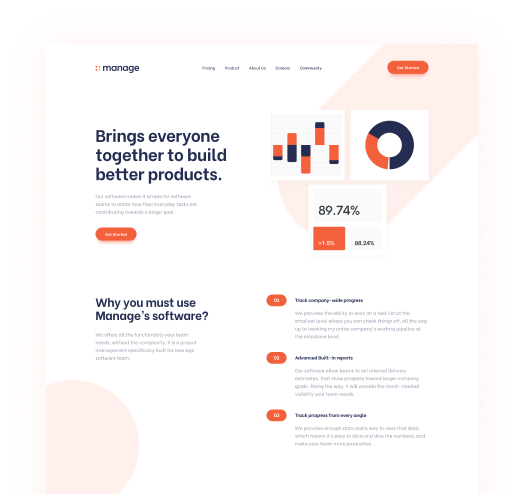 manage
Pricing Product About Us Careers Community
Get Started
Brings everyone
together to build
better products.
Our software makes it simple for software
teams to relate how their everyday tasks are
contributing towards a larger goal.
Get Started
89.74%
+1.5%
88.24%
Why you must use
Manage's software?
We offers all the functionality your team
needs, without the complexity. It is a project
management specifically built for new age
software team.
01
Track company-wide progress
We provides the ability to work on a task i.e. in the
smallest level where you can check things off, all the way
up to tracking my entire company's working pipeline at
the milestone level.
02
Advanced Built-in reports
Our software allow teams to set internal delivery
estimates, that show progress toward larger company
goals. Along the way, it will provide the much-needed
visibility your team needs.
03
Track progress from every angle
We provides enough data and a way to view that data,
which means it's easy to slice and dice the numbers, and
make your team more productive.